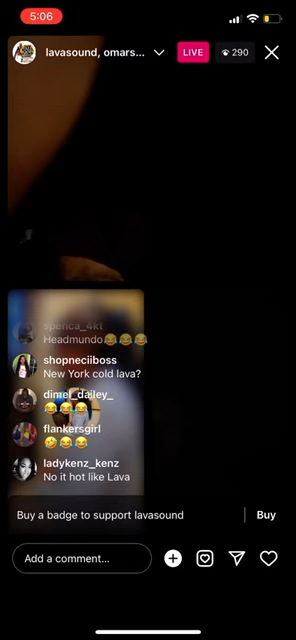 5:06
lavasound, omars...
LIVE
290
spenca_4kt
Headmundo😂😂😂
shopneciiboss
New York cold lava?
dimel_dailey_
😂😂😂
flankersgirl
🤣😂😂
ladykenz_kenz
No it hot like Lava
Buy a badge to support lavasound
Buy
Add a comment...